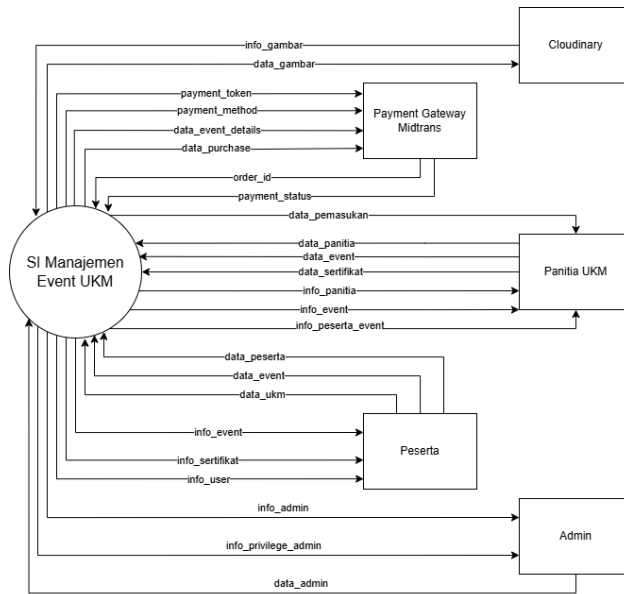 info_gambar
Cloudinary
data_gambar
payment_token
payment_method
Payment Gateway
Midtrans
data_event_details
data_purchase
order_id
payment_status
data_pemasukan
data_panitia
data_event
data_sertifikat
SI Manajemen
Event UKM
Panitia UKM
info_panitia
info_event
info_peserta_event
data_peserta
data_event
data_ukm
info_event
Peserta
info_sertifikat
info_user
info_admin
Admin
info_privilege_admin
data_admin